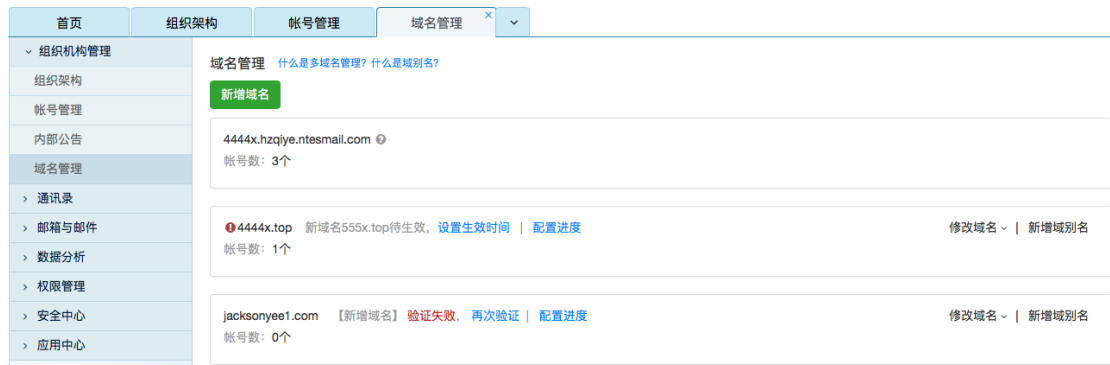 首页 组织架构 帐号管理 域名管理
组织机构管理
组织架构
帐号管理
内部公告
域名管理
通讯录
邮箱与邮件
数据分析
权限管理
安全中心
应用中心
域名管理 什么是多域名管理? 什么是域别名?
新增域名
4444x.hzqiye.ntesmail.com
帐号数：3个
4444x.top 新域名555x.top待生效，设置生效时间 | 配置进度 修改域名 | 新增域别名
帐号数：1个
jacksonyee1.com 【新增域名】 验证失败， 再次验证 | 配置进度 修改域名 | 新增域别名
帐号数：0个